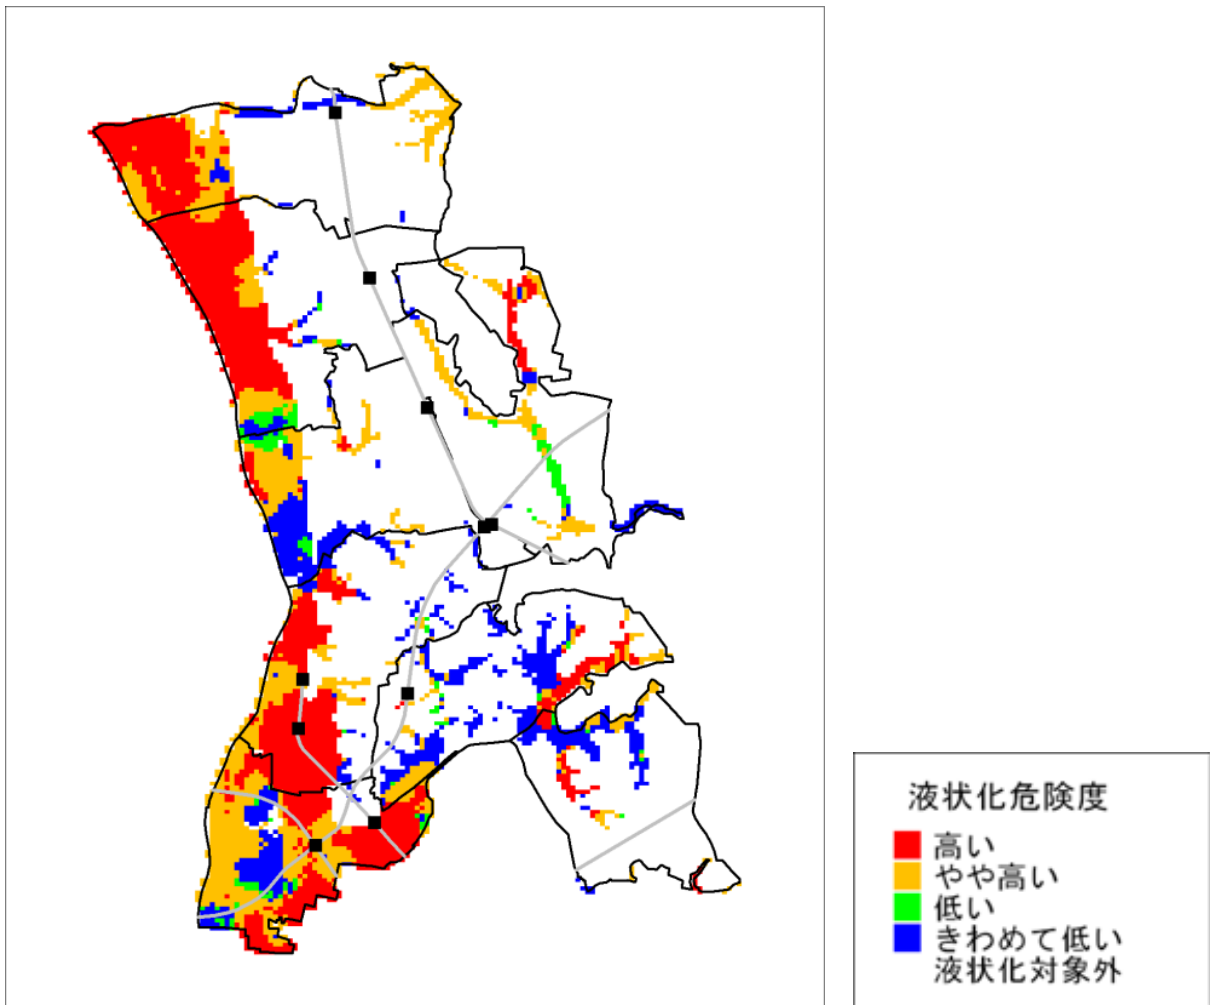 液状化危険度
高い
やや高い
低い
きわめて低い
液状化対象外